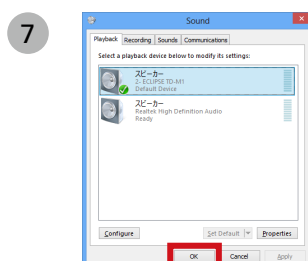 7
Sound
Playback Recording Sounds Communications
Select a playback device below to modify its settings:
スピーカー
2- ECLIPSE TD-M1
Default Device
スピーカー
Realtek High Definition Audio
Ready
Configure Set Default Properties
OK Cancel Apply